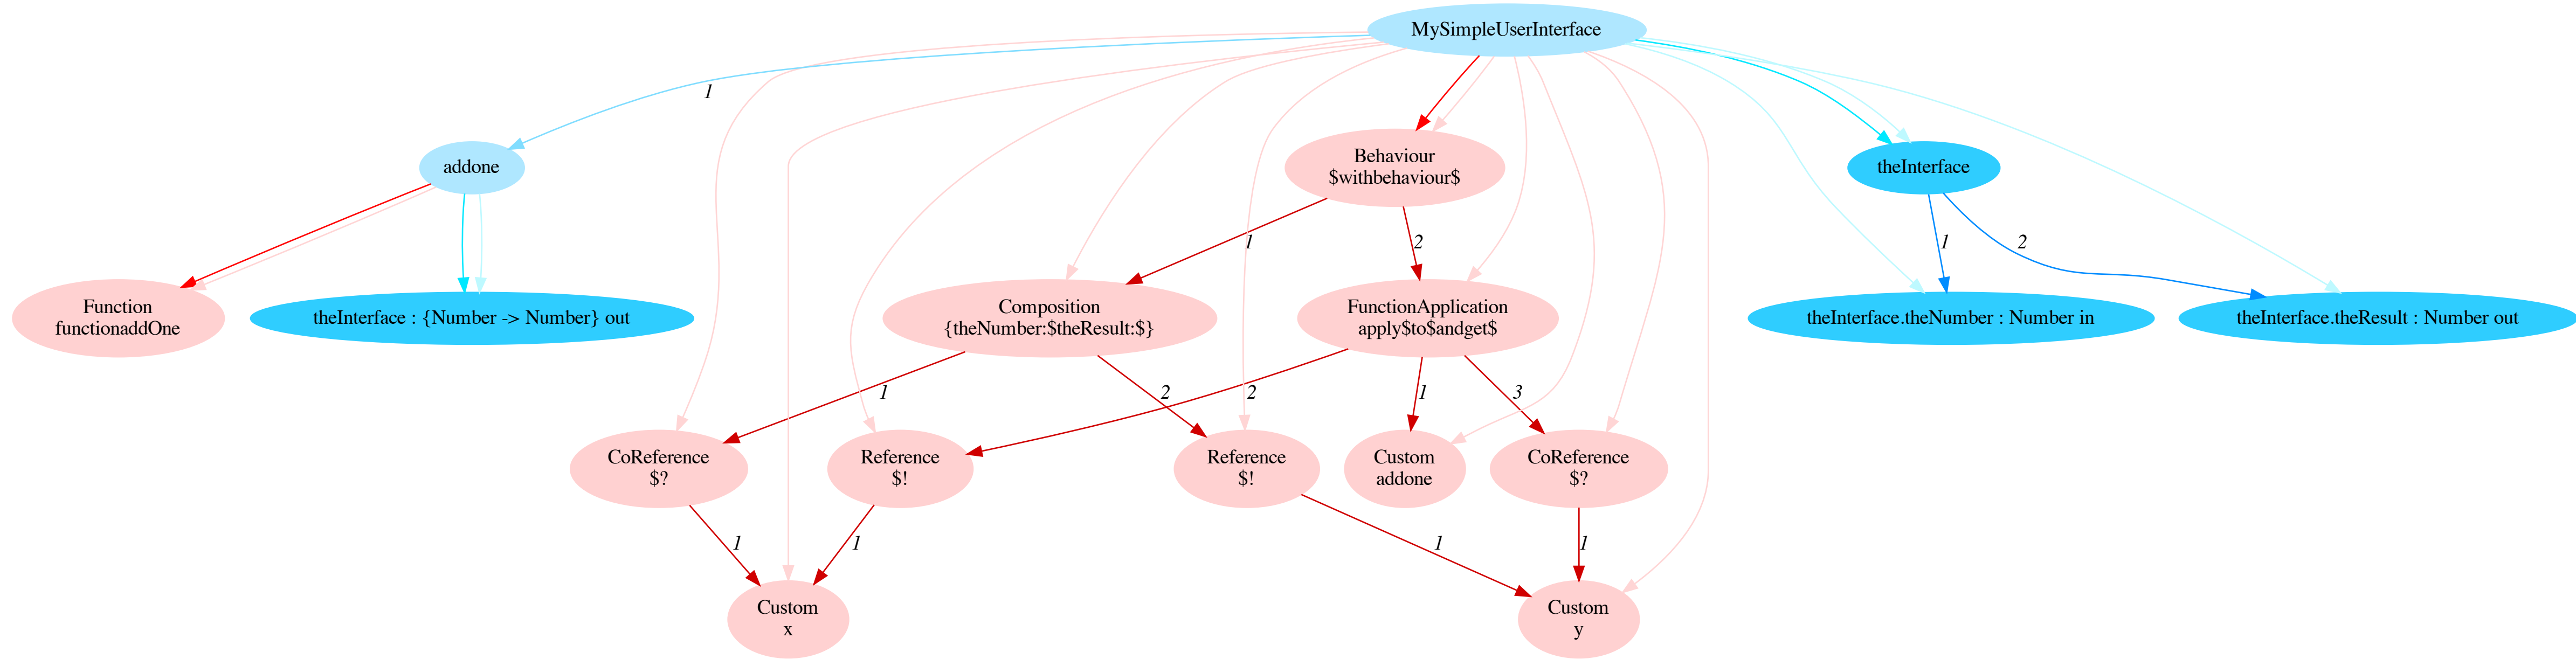 MySimpleUserInterface
1
addone
Behaviour
$withbehaviour$
theInterface
1
2
1
2
Function
functionaddOne
theInterface : {Number -> Number} out
Composition
{theNumber:$theResult:$}
FunctionApplication
apply$to$andget$
theInterface.theNumber : Number in
theInterface.theResult : Number out
1
2
2
1
3
CoReference
$?
Reference
$!
Reference
$!
Custom
addone
CoReference
$?
1
1
1
1
Custom
x
Custom
y